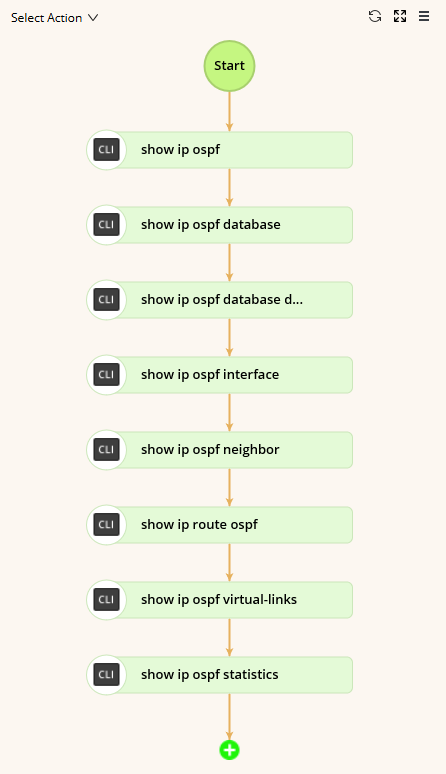 Select Action
Start
CLI show ip ospf
CLI show ip ospf database
CLI show ip ospf database d...
CLI show ip ospf interface
CLI show ip ospf neighbor
CLI show ip route ospf
CLI show ip ospf virtual-links
CLI show ip ospf statistics